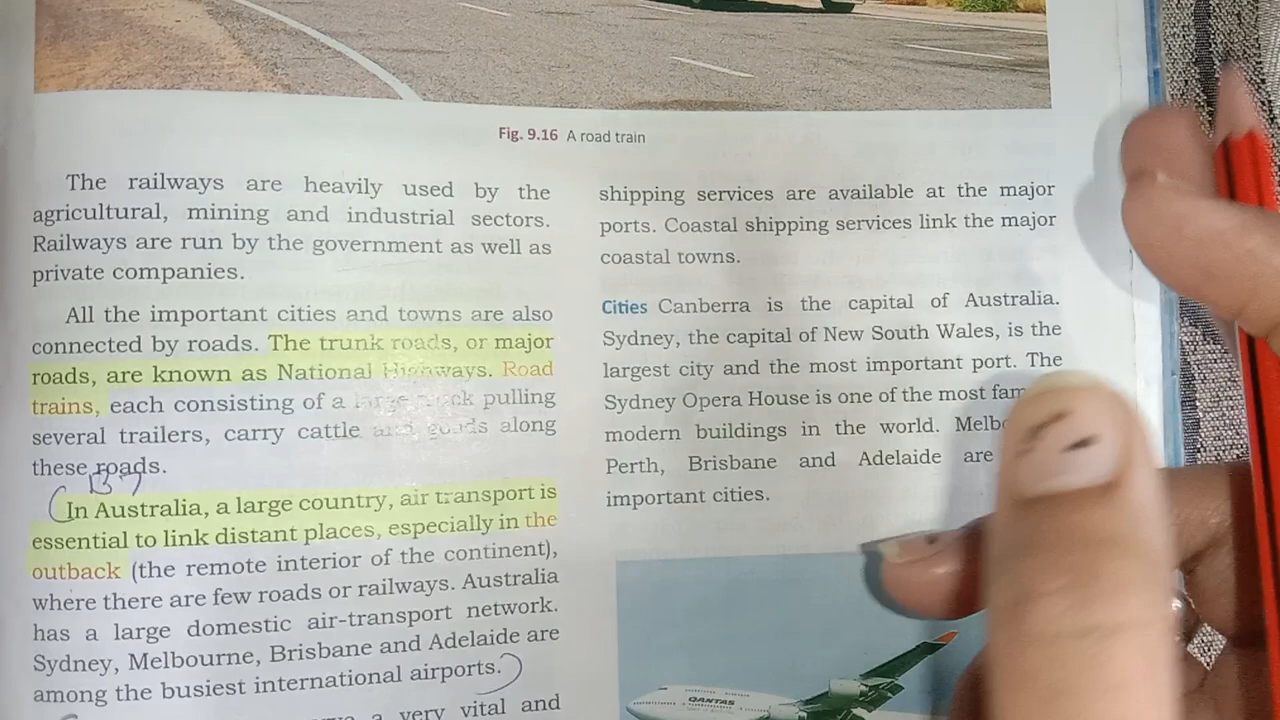 Fig. 9.16 A road train
The railways are heavily used by the
agricultural, mining and industrial sectors.
Railways are run by the government as well as
private companies.
All the important cities and towns are also
connected by roads. The trunk roads, or major
roads, are known as National Highways. Road
trains, each consisting of a large truck pulling
several trailers, carry cattle and goods along
these roads.
In Australia, a large country, air transport is
essential to link distant places, especially in the
outback (the remote interior of the continent),
where there are few roads or railways. Australia
has a large domestic air-transport network.
Sydney, Melbourne, Brisbane and Adelaide are
among the busiest international airports.
a very vital and
shipping services are available at the major
ports. Coastal shipping services link the major
coastal towns.
Cities Canberra is the capital of Australia.
Sydney, the capital of New South Wales, is the
largest city and the most important port. The
Sydney Opera House is one of the most
modern buildings in the world.
Perth, Brisbane and Adelaide are
important cities.
QANTAS